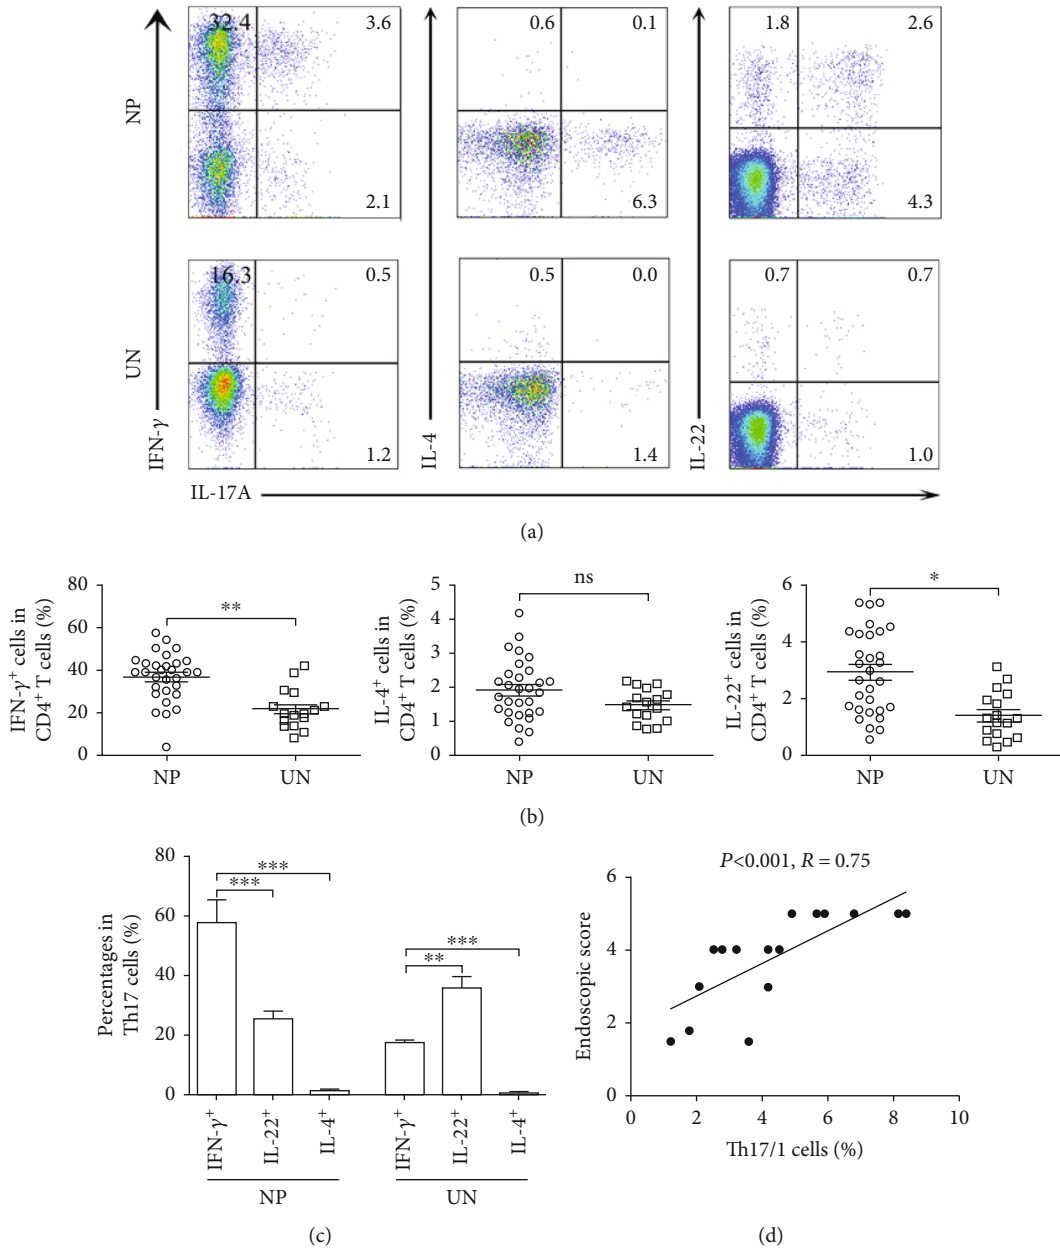 32.4 3.6 0.6 0.1 1.8 2.6
NP
2.1 6.3 4.3
16.3 0.5 0.5 0.0 0.7 0.7
UN
1.2 1.4 1.0
IFN-γ IL-4 IL-22
IL-17A
(a)
IFN-γ+ cells in
CD4+ T cells (%)
80
60
40
20
0
**
NP UN
IL-4+ cells in
CD4+ T cells (%)
5
4
3
2
1
0
ns
NP UN
IL-22+ cells in
CD4+ T cells (%)
6
4
2
0
*
NP UN
(b)
Percentages in
Th17 cells (%)
80
60
40
20
0
***
***
***
**
IFN-γ+ IL-22+ IL-4+ IFN-γ+ IL-22+ IL-4+
NP UN
(c)
P<0.001, R = 0.75
Endoscopic score
6
4
2
0
0 2 4 6 8 10
Th17/1 cells (%)
(d)